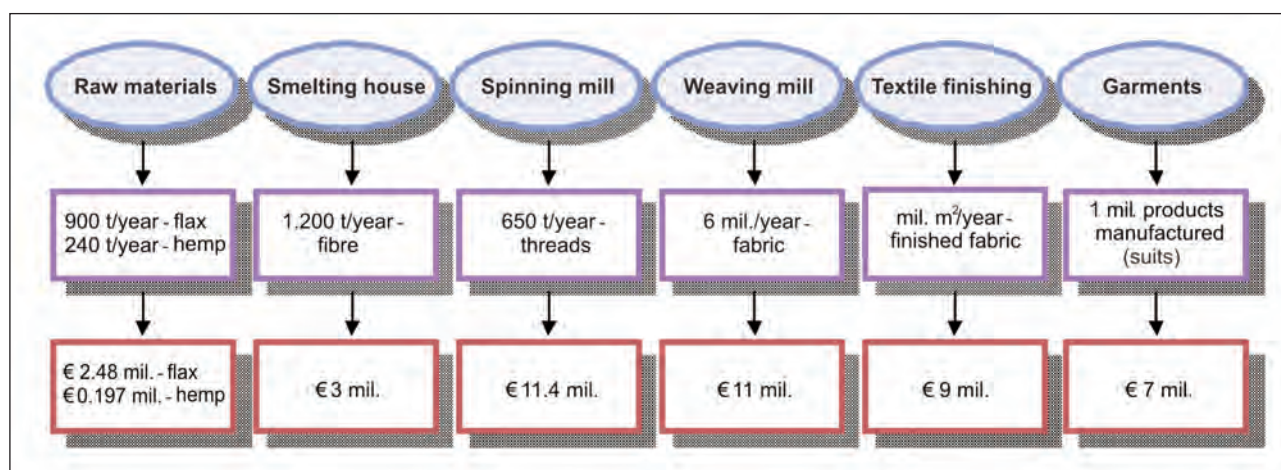 Raw materials
Smelting house
Spinning mill
Weaving mill
Textile finishing
Garments
900 t/year - flax
240 t/year - hemp
1,200 t/year -
fibre
650 t/year -
threads
6 mil./year -
fabric
mil. m²/year -
finished fabric
1 mil. products
manufactured
(suits)
€ 2.48 mil. - flax
€ 0.197 mil. - hemp
€ 3 mil.
€ 11.4 mil.
€ 11 mil.
€ 9 mil.
€ 7 mil.